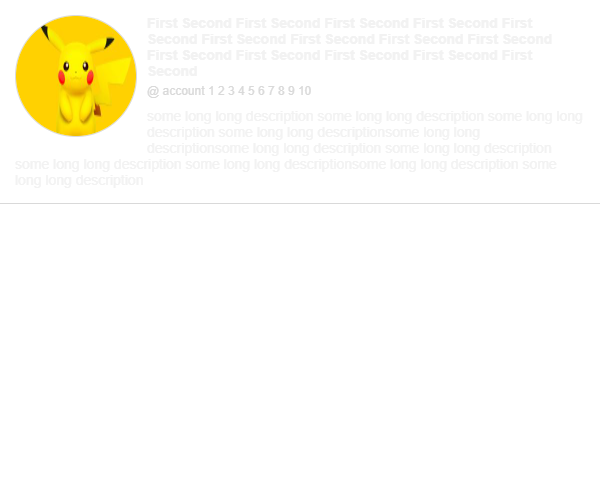 First Second First Second First Second First Second First
Second First Second First Second First Second First Second
First Second First Second First Second First Second First
Second
@ account 1 2 3 4 5 6 7 8 9 10
some long long description some long long description some long long
description some long long descriptionsome long long
descriptionsome long long description some long long description
some long long description some long long descriptionsome long long description some
long long description